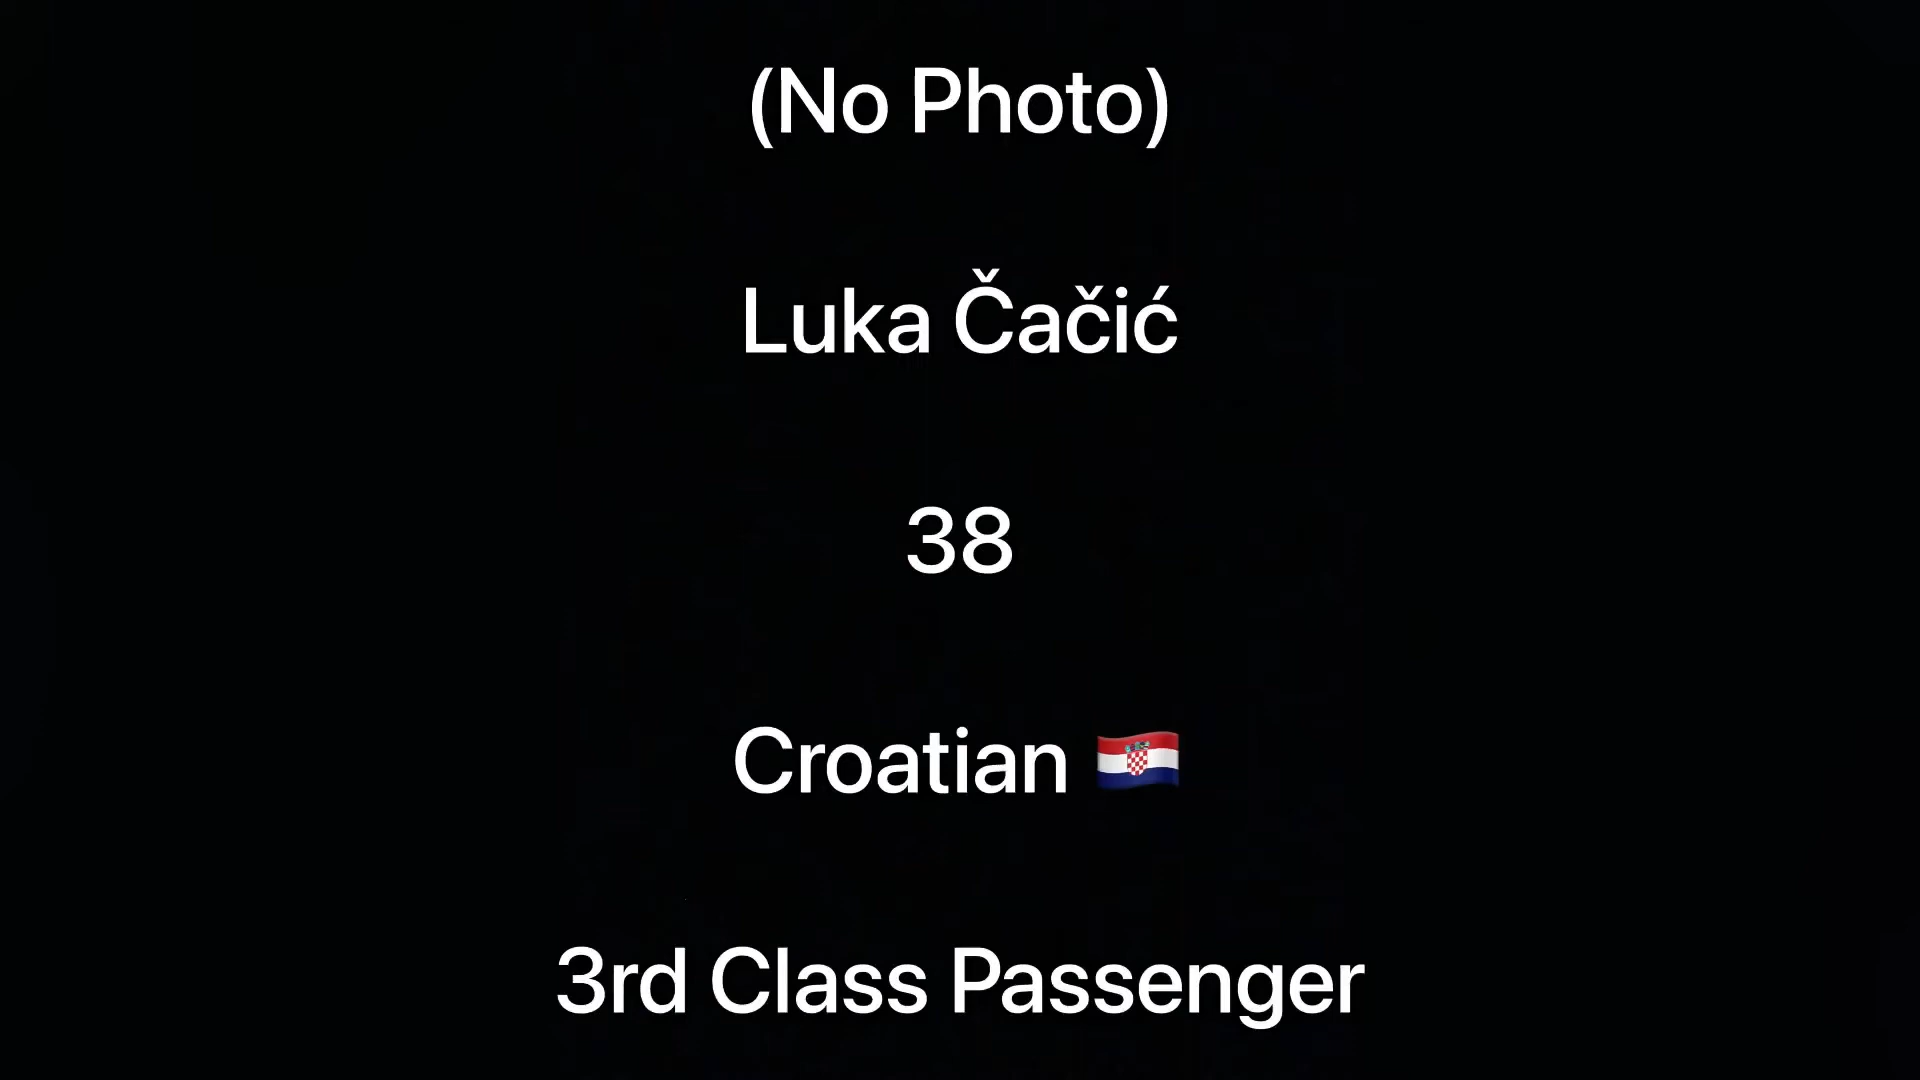 (No Photo)
Luka Čačić
38
Croatian 🇭🇷
3rd Class Passenger